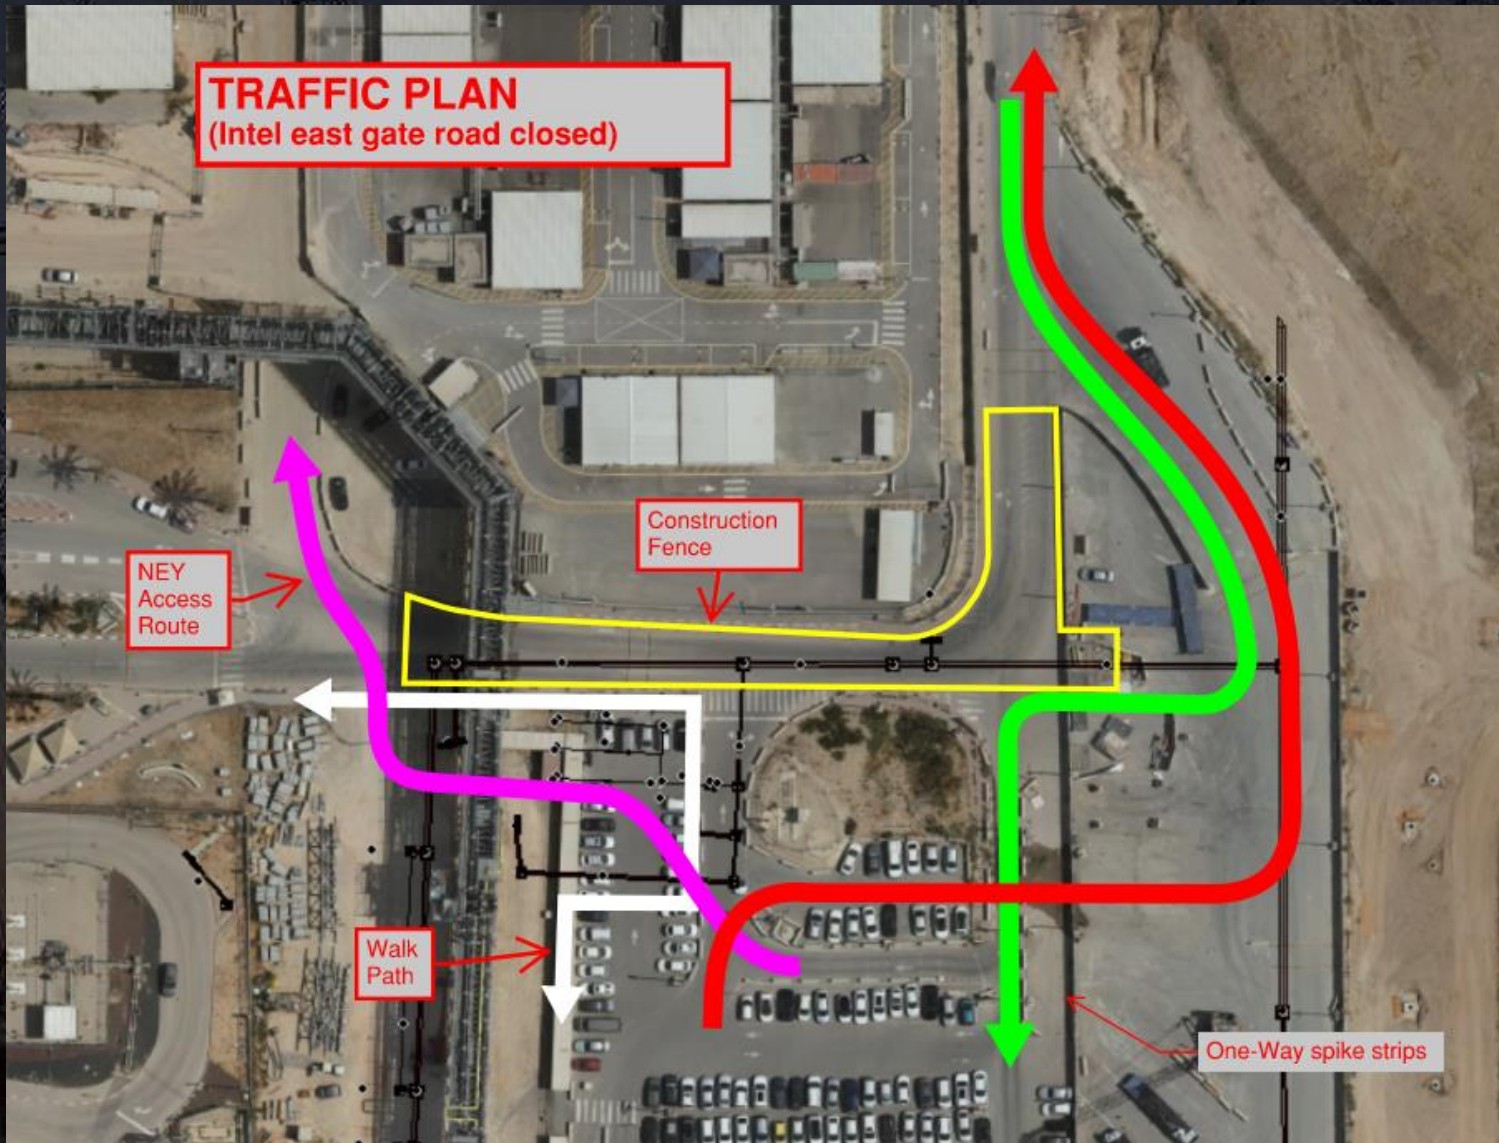 TRAFFIC PLAN
(Intel east gate road closed)
Construction
Fence
NEY
Access
Route
Walk
Path
One-Way spike strips